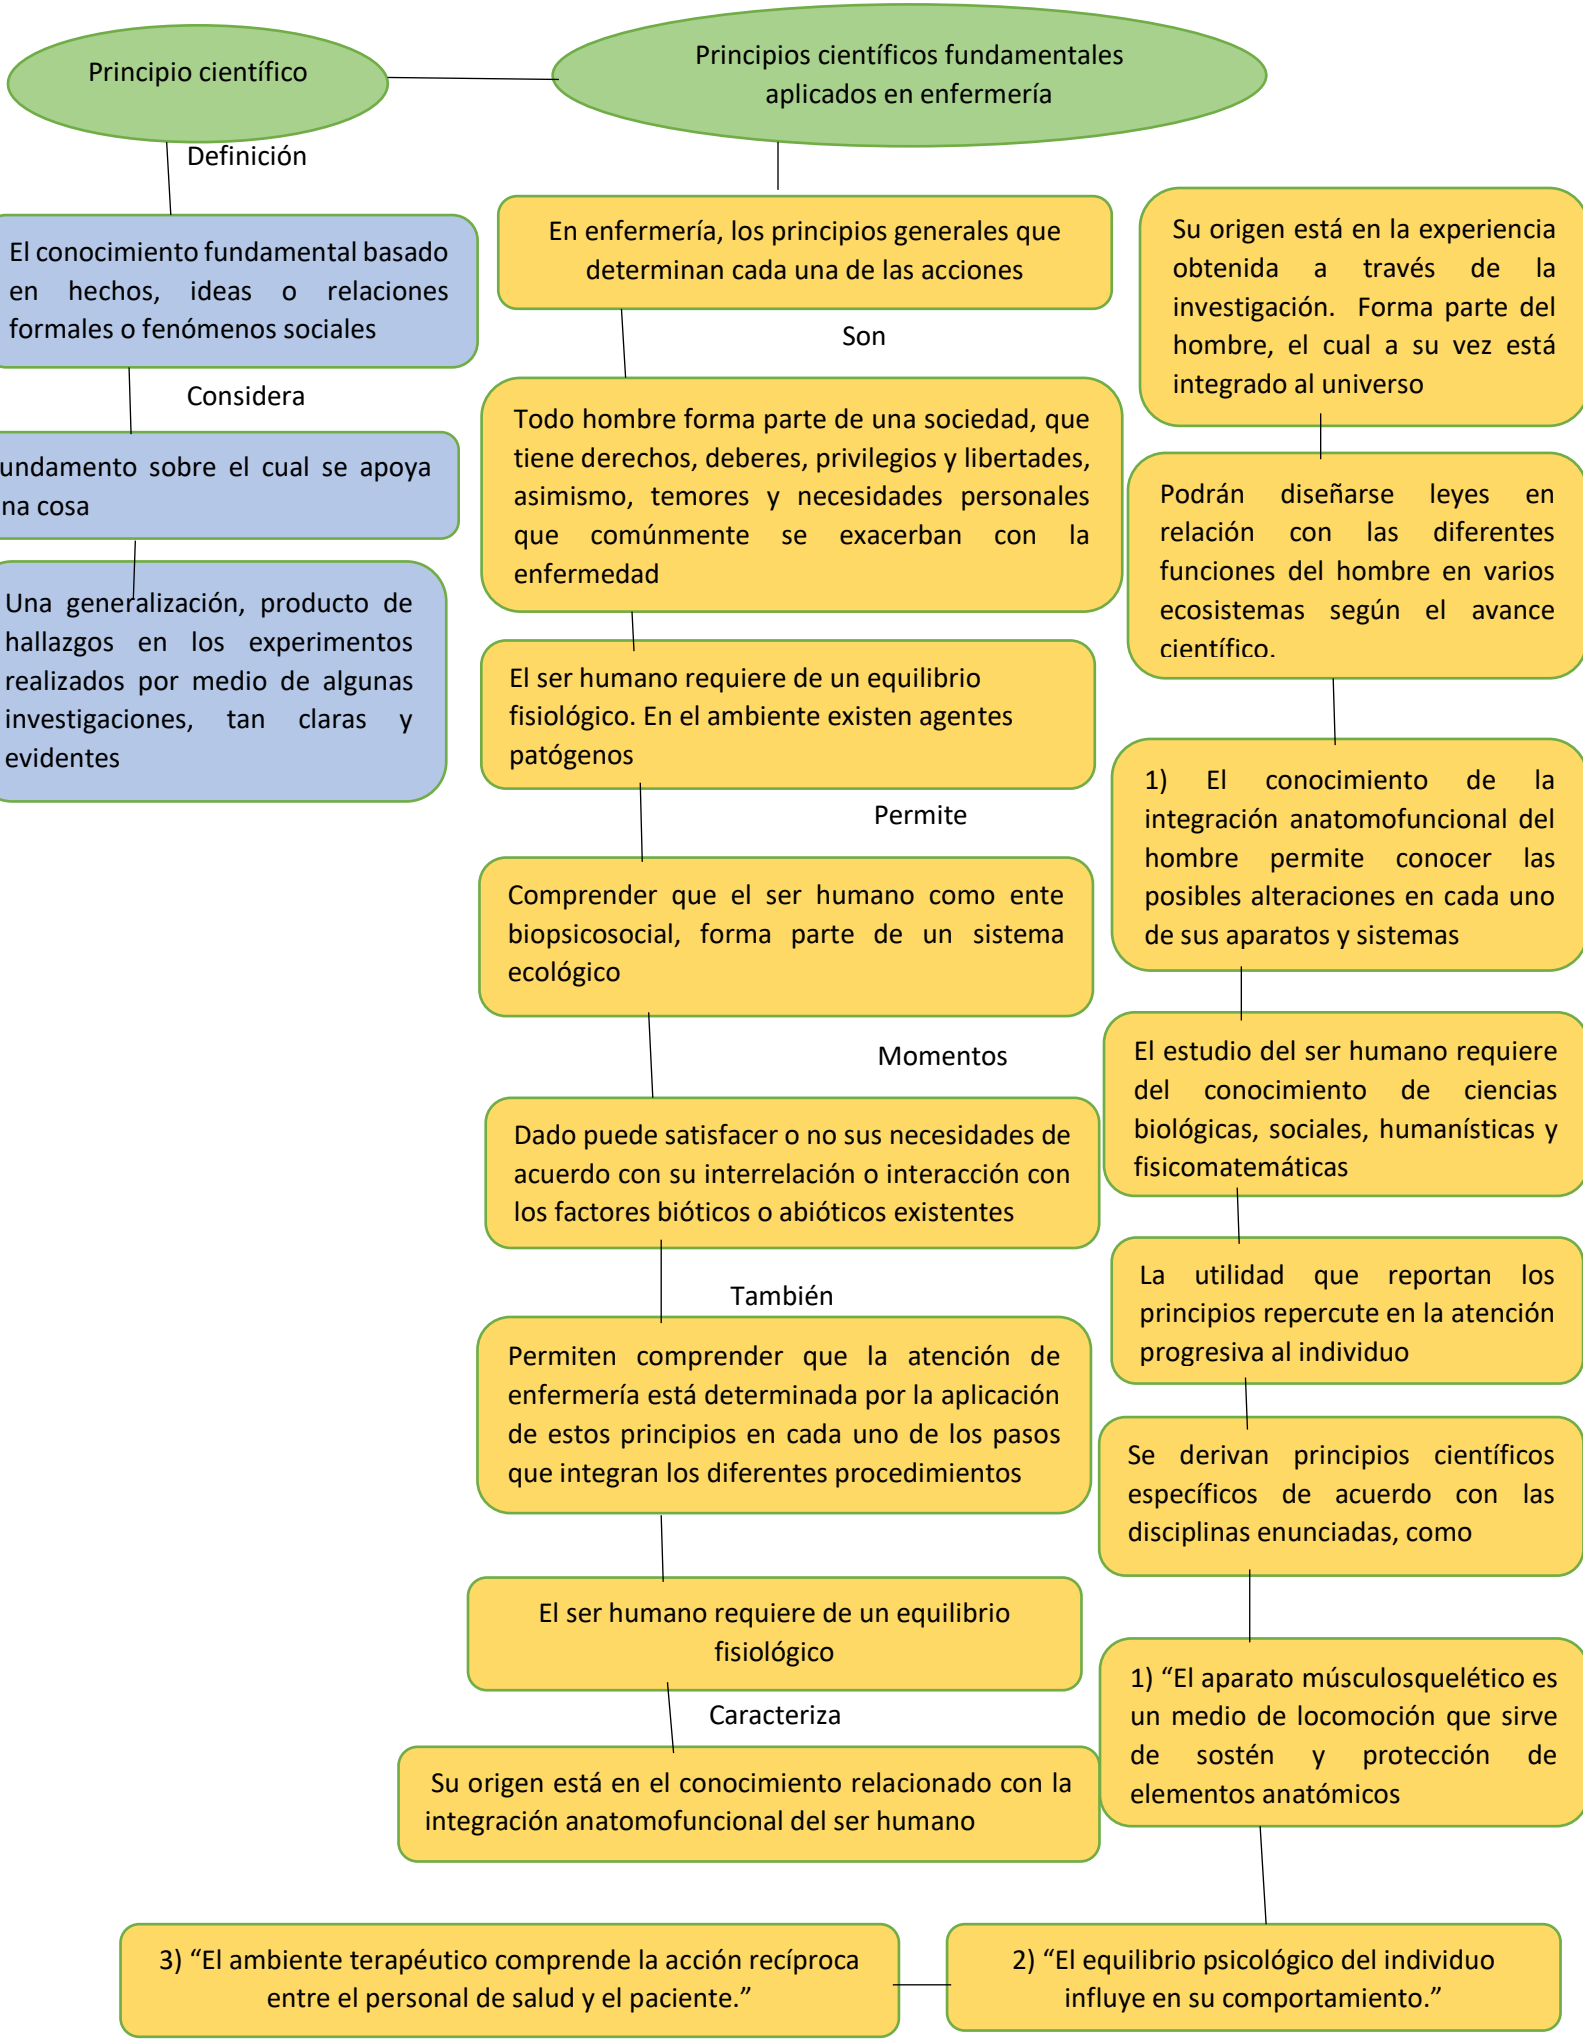 Principio científico
Principios científicos fundamentales
aplicados en enfermería
Definición
El conocimiento fundamental basado
en hechos, ideas o relaciones
formales o fenómenos sociales
Considera
undamento sobre el cual se apoya
na cosa
Una generalización, producto de
hallazgos en los experimentos
realizados por medio de algunas
investigaciones, tan claras y
evidentes
En enfermería, los principios generales que
determinan cada una de las acciones
Son
Todo hombre forma parte de una sociedad, que
tiene derechos, deberes, privilegios y libertades,
asimismo, temores y necesidades personales
que comúnmente se exacerban con la
enfermedad
El ser humano requiere de un equilibrio
fisiológico. En el ambiente existen agentes
patógenos
Permite
Comprender que el ser humano como ente
biopsicosocial, forma parte de un sistema
ecológico
Momentos
Dado puede satisfacer o no sus necesidades de
acuerdo con su interrelación o interacción con
los factores bióticos o abióticos existentes
También
Permiten comprender que la atención de
enfermería está determinada por la aplicación
de estos principios en cada uno de los pasos
que integran los diferentes procedimientos
El ser humano requiere de un equilibrio
fisiológico
Caracteriza
Su origen está en el conocimiento relacionado con la
integración anatomofuncional del ser humano
Su origen está en la experiencia
obtenida a través de la
investigación. Forma parte del
hombre, el cual a su vez está
integrado al universo
Podrán diseñarse leyes en
relación con las diferentes
funciones del hombre en varios
ecosistemas según el avance
científico.
1) El conocimiento de la
integración anatomofuncional del
hombre permite conocer las
posibles alteraciones en cada uno
de sus aparatos y sistemas
El estudio del ser humano requiere
del conocimiento de ciencias
biológicas, sociales, humanísticas y
fisicomatemáticas
La utilidad que reportan los
principios repercute en la atención
progresiva al individuo
Se derivan principios científicos
específicos de acuerdo con las
disciplinas enunciadas, como
1) “El aparato músculosquelético es
un medio de locomoción que sirve
de sostén y protección de
elementos anatómicos
2) “El equilibrio psicológico del individuo
influye en su comportamiento.”
3) “El ambiente terapéutico comprende la acción recíproca
entre el personal de salud y el paciente.”